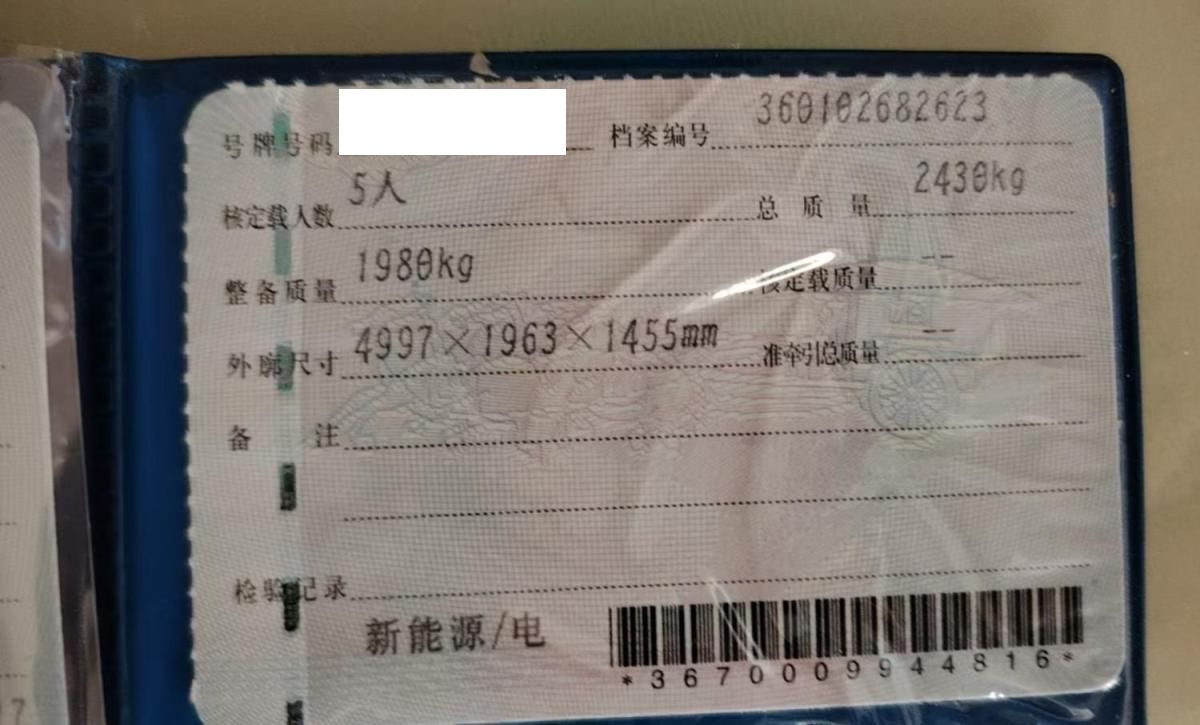 号牌号码 档案编号 360102682623
核定载人数 5人 总质量 2430kg
整备质量 1980kg 核定载质量 --
外廓尺寸 4997×1963×1455mm 准牵引总质量 --
备注
检验记录
新能源/电
*3670009944816*
17